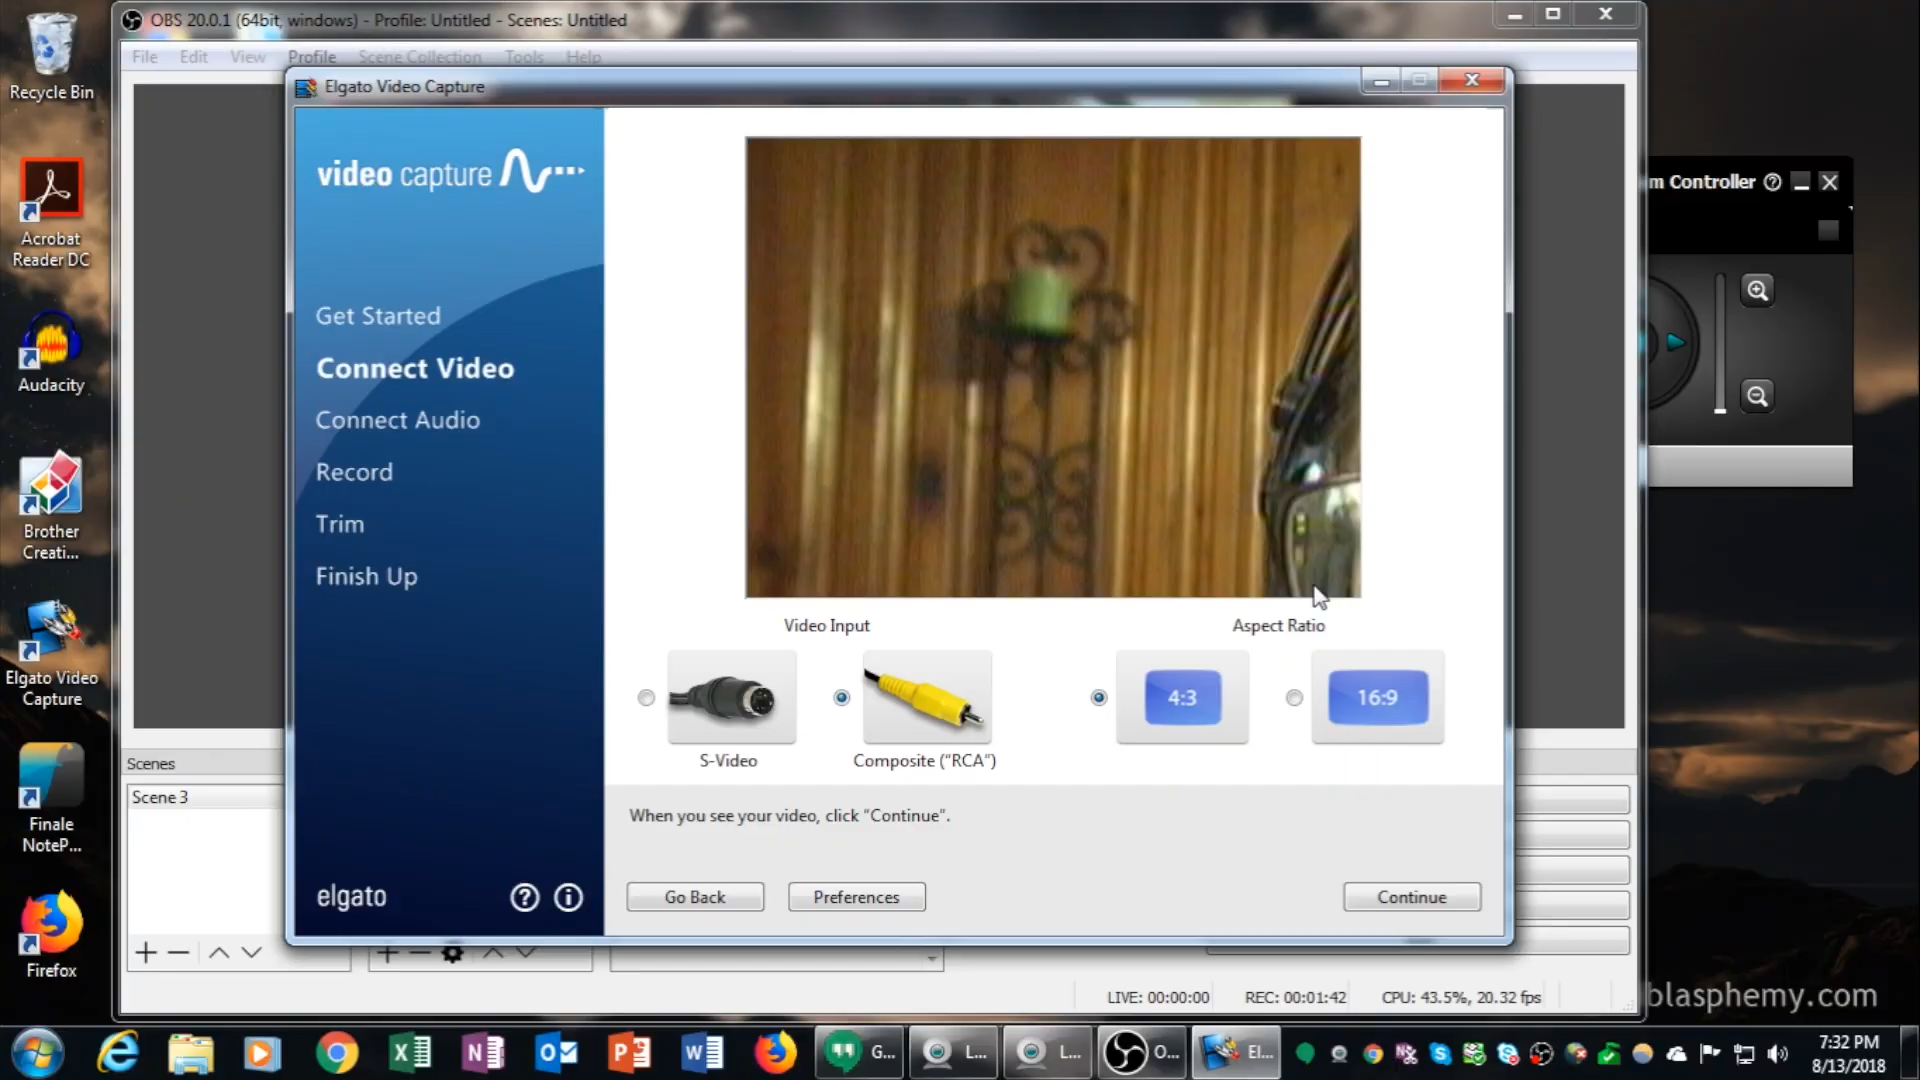 Recycle Bin
Acrobat
Reader DC
Audacity
Brother
Creati...
Elgato Video
Capture
Finale
NoteP...
Firefox
OBS 20.0.1 (64bit, windows) - Profile: Untitled - Scenes: Untitled
File Edit View Profile Scene Collection Tools Help
Elgato Video Capture
video capture
Get Started
Connect Video
Connect Audio
Record
Trim
Finish Up
elgato
Video Input
Aspect Ratio
4:3
16:9
S-Video
Composite ("RCA")
When you see your video, click "Continue".
Go Back
Preferences
Continue
m Controller
Scenes
Scene 3
LIVE: 00:00:00
REC: 00:01:42
CPU: 43.5%, 20.32 fps
blasphemy.com
G...
L...
L...
O...
El...
7:32 PM
8/13/2018